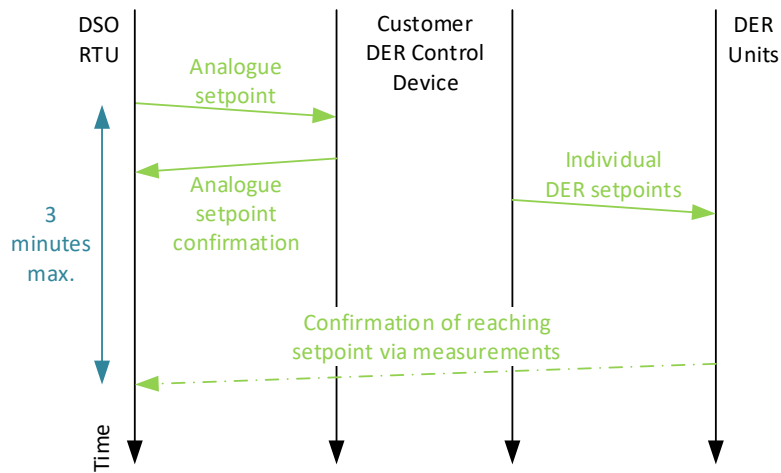 DSO
RTU
Customer
DER Control
Device
DER
Units
Analogue
setpoint
Analogue
setpoint
confirmation
Individual
DER setpoints
3
minutes
max.
Confirmation of reaching
setpoint via measurements
Time